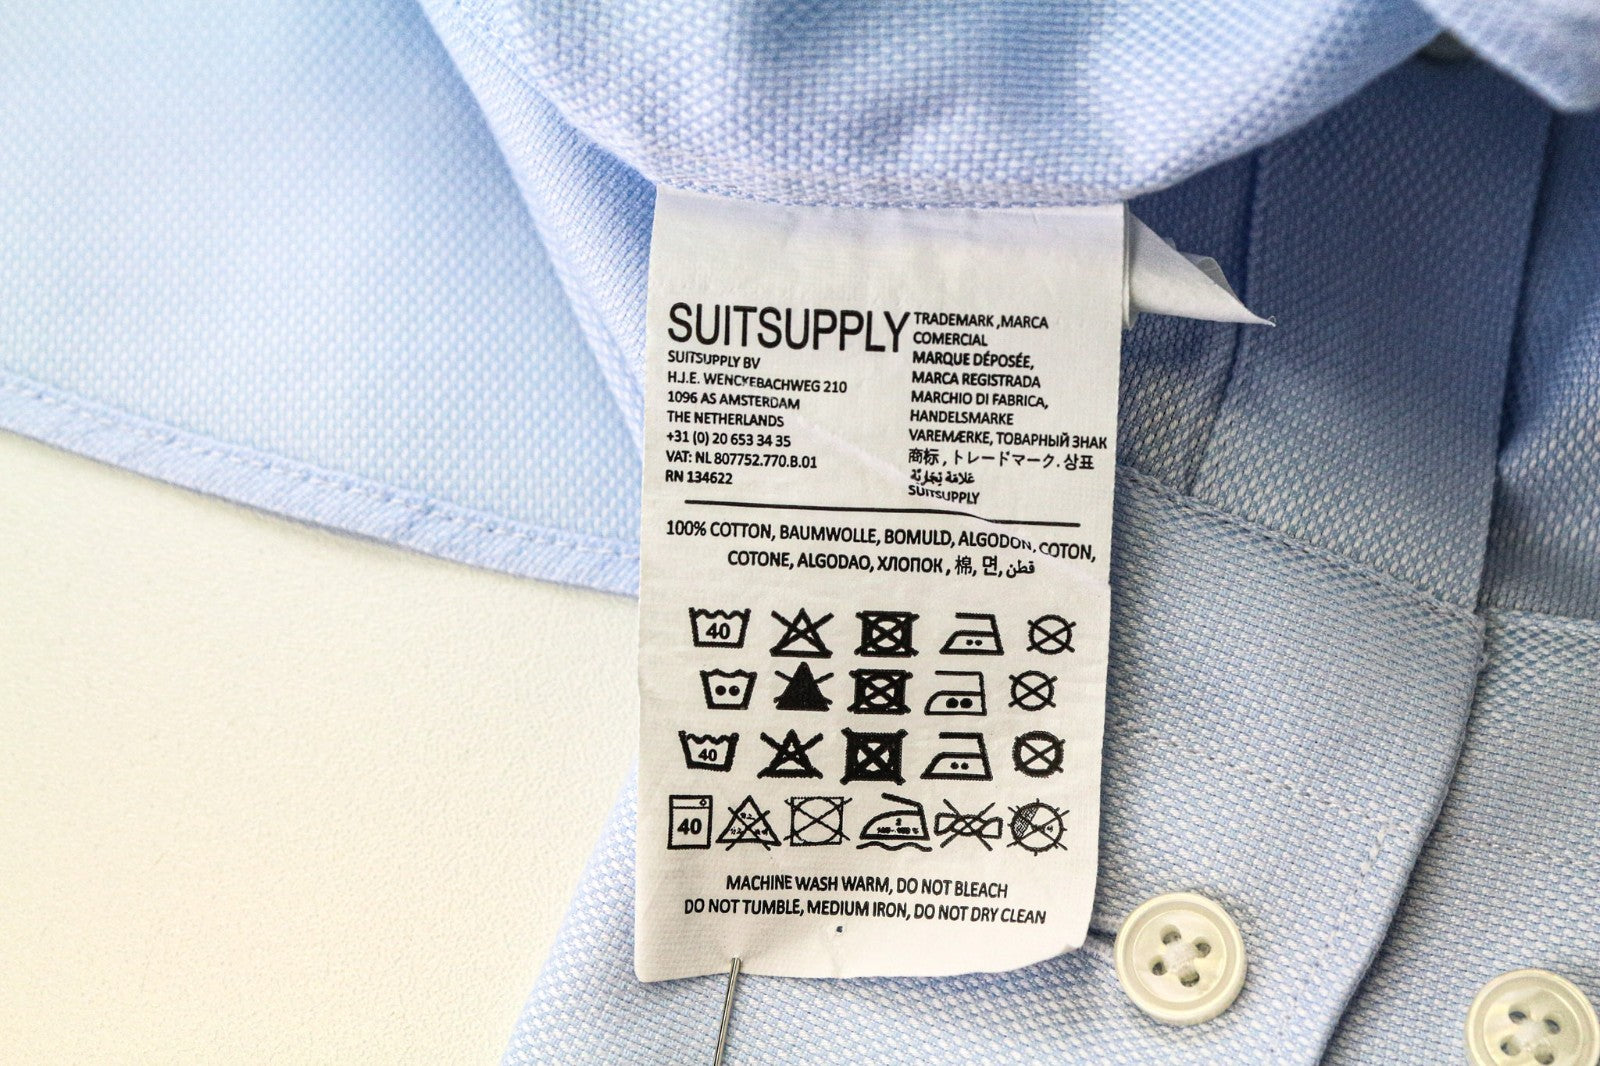 SUITSUPPLY
SUITSUPPLY BV
H.J.E. WENCKEBACHWEG 210
1096 AS AMSTERDAM
THE NETHERLANDS
+31 (0) 20 653 34 35
VAT: NL 807752.770.B.01
RN 134622
TRADEMARK ,MARCA
COMERCIAL
MARQUE DÉPOSÉE,
MARCA REGISTRADA
MARCHIO DI FABRICA,
HANDELSMARKE
VAREMÆRKE, ТОВАРНЫЙ ЗНАК
商标 , トレードマーク. 상표
علامة تجارية
SUITSUPPLY
100% COTTON, BAUMWOLLE, BOMULD, ALGODON, COTON,
COTONE, ALGODAO, ХЛОПОК , 棉, 면, قطن
40
40
40
MACHINE WASH WARM, DO NOT BLEACH
DO NOT TUMBLE, MEDIUM IRON, DO NOT DRY CLEAN